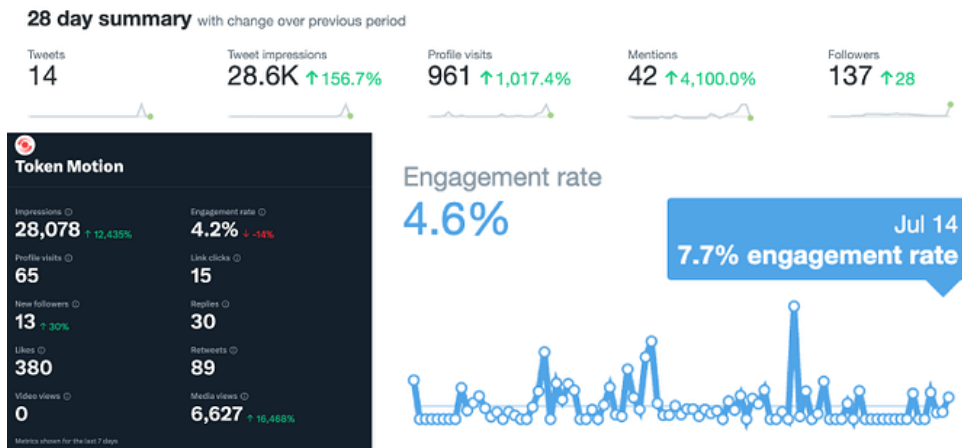 28 day summary with change over previous period
Tweets
14
Tweet impressions
28.6K ↑156.7%
Profile visits
961 ↑1,017.4%
Mentions
42 ↑4,100.0%
Followers
137 ↑28
Token Motion
Impressions
28,078 ↑ 12,435%
Engagement rate
4.2% ↓ -14%
Profile visits
65
Link clicks
15
New followers
13 ↑ 30%
Replies
30
Likes
380
Retweets
89
Video views
0
Media views
6,627 ↑ 16,468%
Metrics shown for the last 7 days
Engagement rate
4.6%
Jul 14
7.7% engagement rate